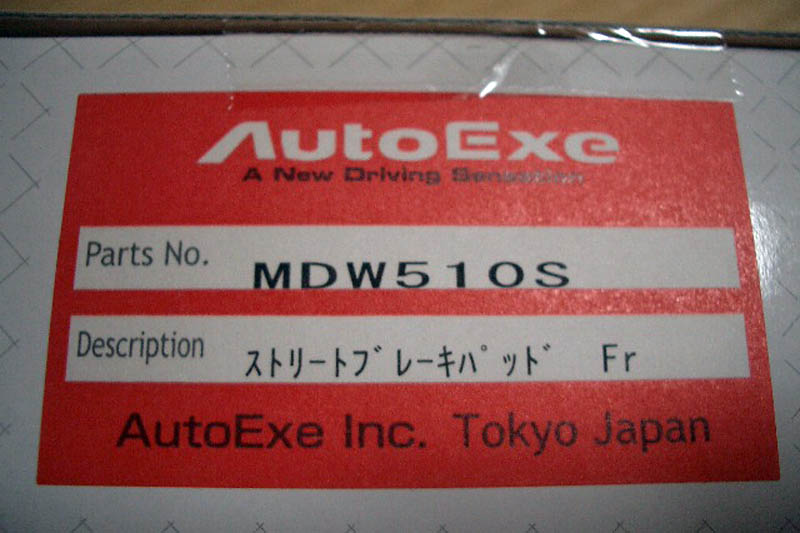 AutoExe
A New Driving Sensation
Parts No. MDW510S
Description ストリートブレーキパッド Fr
AutoExe Inc. Tokyo Japan